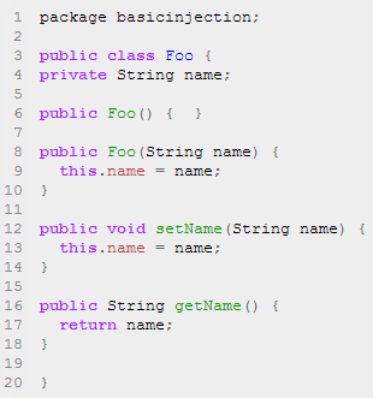 1 package basicinjection;
2
3 public class Foo {
4 private String name;
5
6 public Foo() {  }
7
8 public Foo(String name) {
9   this.name = name;
10 }
11
12 public void setName(String name) {
13   this.name = name;
14 }
15
16 public String getName() {
17   return name;
18 }
19
20 }